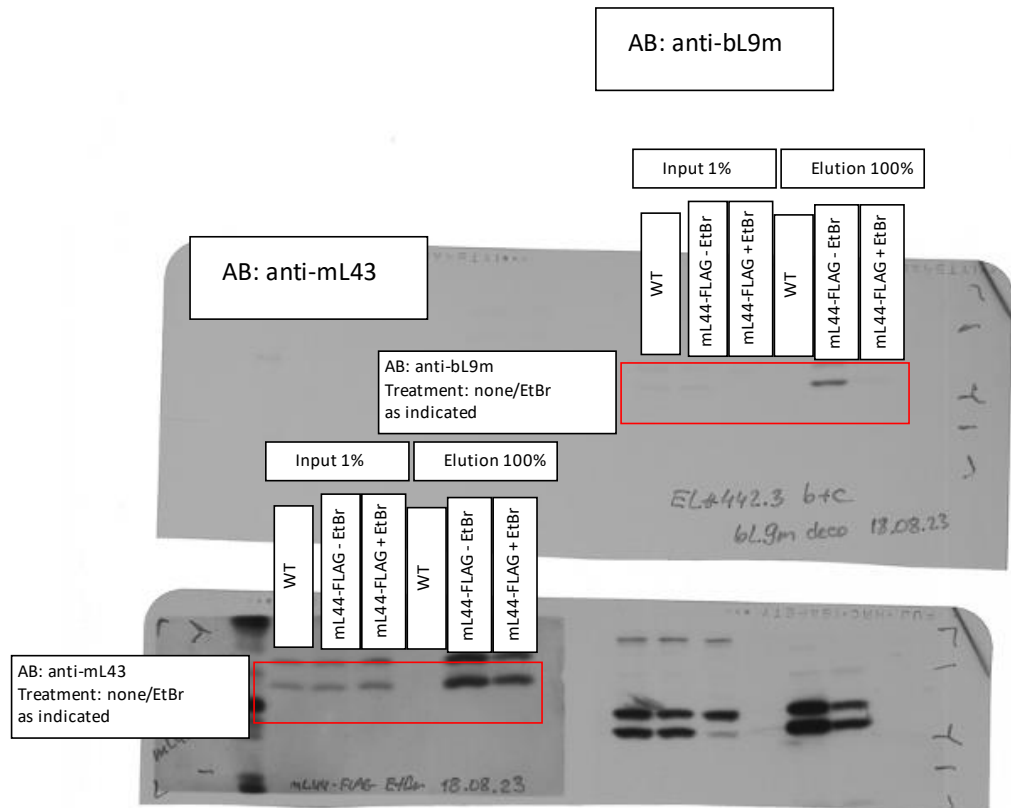 AB: anti-bL9m
Input 1%
Elution 100%
WT
mL44-FLAG - EtBr
mL44-FLAG + EtBr
WT
mL44-FLAG - EtBr
mL44-FLAG + EtBr
AB: anti-mL43
AB: anti-bL9m
Treatment: none/EtBr
as indicated
Input 1%
Elution 100%
EL#442.3 b+c
bL9m deco 18.08.23
WT
mL44-FLAG - EtBr
mL44-FLAG + EtBr
WT
mL44-FLAG - EtBr
mL44-FLAG + EtBr
AB: anti-mL43
Treatment: none/EtBr
as indicated
mL44-FLAG EtBr 18.08.23